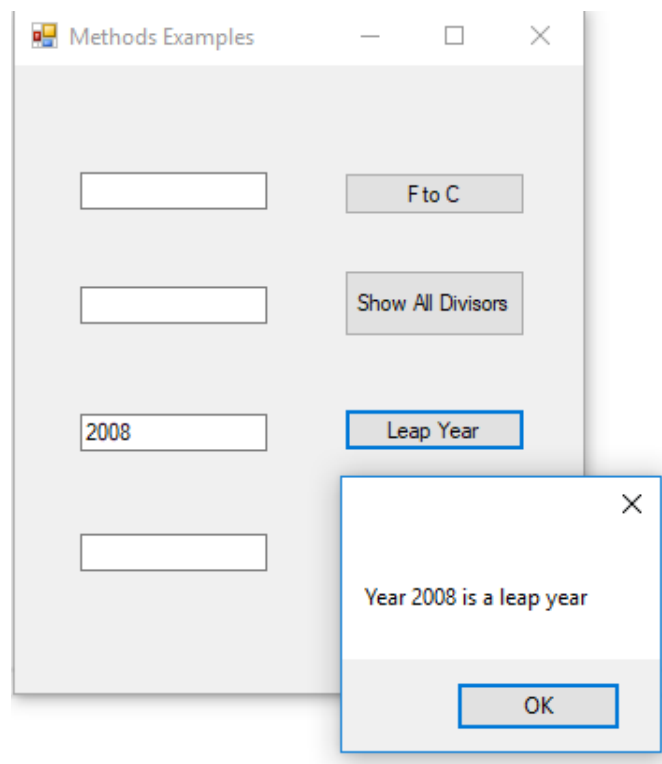 Methods Examples
F to C
Show All Divisors
2008
Leap Year
Year 2008 is a leap year
OK